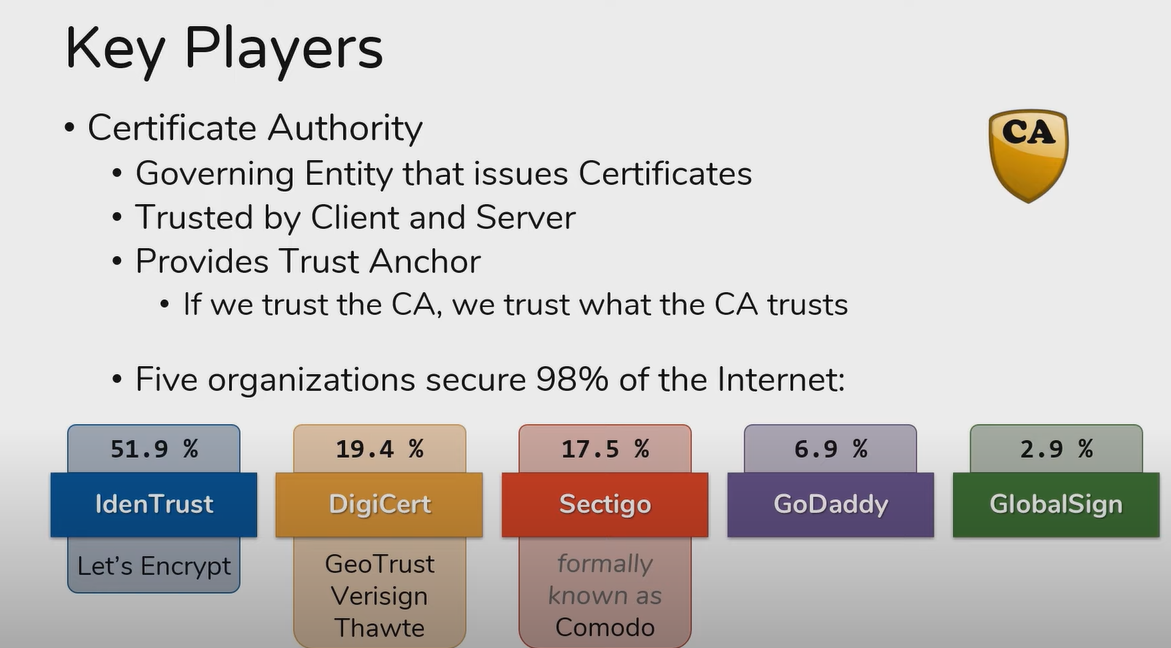 Key Players
• Certificate Authority
CA
• Governing Entity that issues Certificates
• Trusted by Client and Server
• Provides Trust Anchor
• If we trust the CA, we trust what the CA trusts
• Five organizations secure 98% of the Internet:
51.9 %
IdenTrust
Let's Encrypt
19.4 %
DigiCert
GeoTrust
Verisign
Thawte
17.5 %
Sectigo
formally
known as
Comodo
6.9 %
GoDaddy
2.9 %
GlobalSign